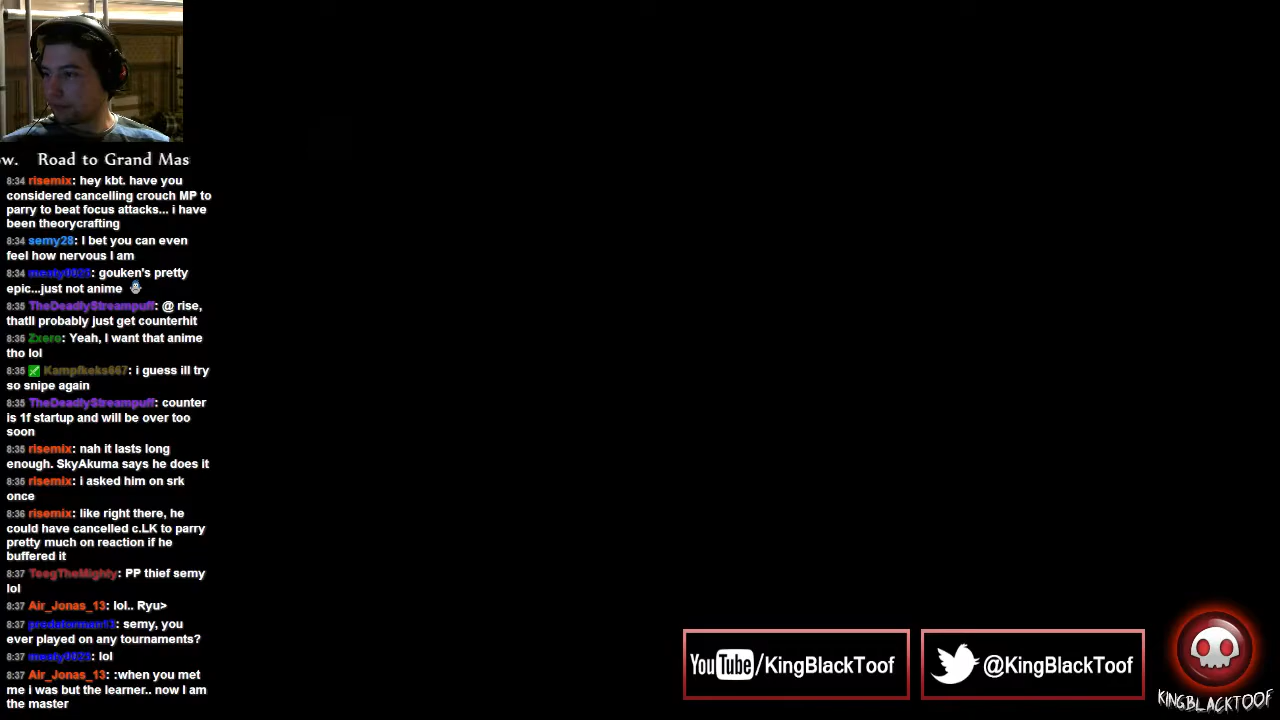 ow. Road to Grand Mas
8:34 risemix: hey kbt. have you
considered cancelling crouch MP to
parry to beat focus attacks... i have
been theorycrafting
8:34 semy28: I bet you can even
feel how nervous I am
8:34 : gouken's pretty
epic...just not anime
8:35 TheDeadlyStreampuff: @ rise,
thatll probably just get counterhit
8:35 Zxero: Yeah, I want that anime
tho lol
8:35 Kampfkeks667: i guess ill try
so snipe again
8:35 TheDeadlyStreampuff: counter
is 1f startup and will be over too
soon
8:35 risemix: nah it lasts long
enough. SkyAkuma says he does it
8:35 risemix: i asked him on srk
once
8:36 risemix: like right there, he
could have cancelled c.LK to parry
pretty much on reaction if he
buffered it
8:37 TeegTheMighty: PP thief semy
lol
8:37 Air_Jonas_13: lol.. Ryu>
8:37 predatorman13: semy, you
ever played on any tournaments?
8:37 : lol
8:37 Air_Jonas_13: :when you met
me i was but the learner.. now I am
the master
YouTube/KingBlackToof
@KingBlackToof
KINGBLACKTOOF